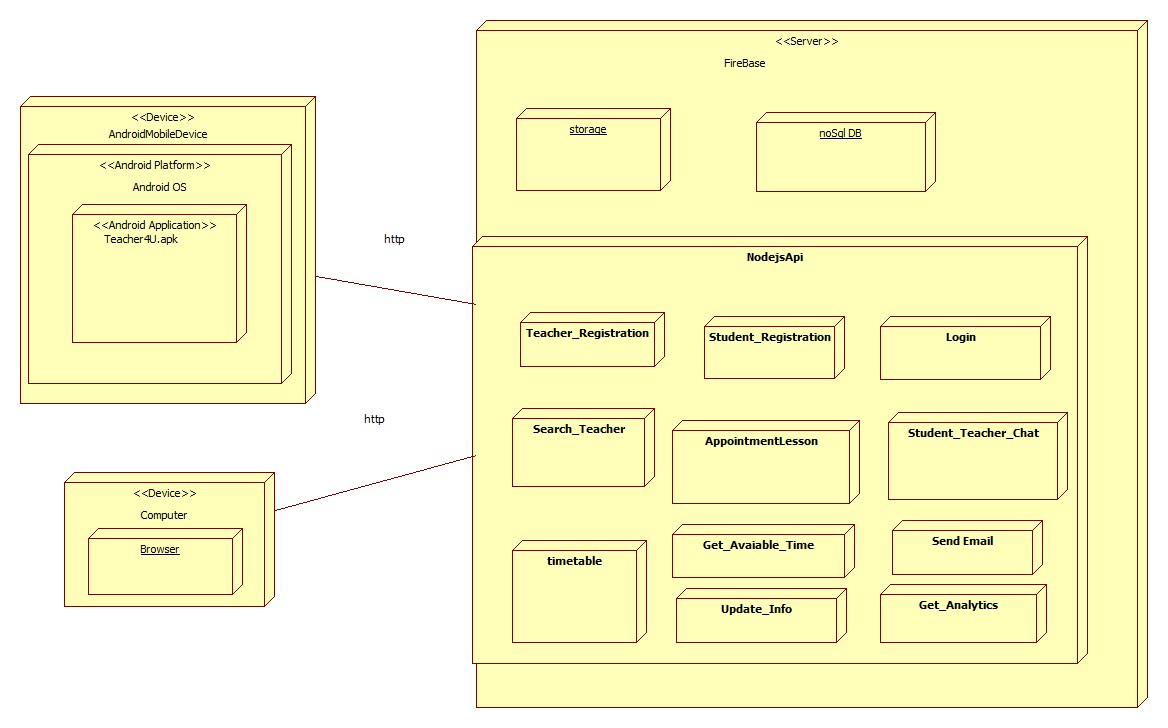 <<Server>>
FireBase
storage
noSql DB
<<Device>>
AndroidMobileDevice
<<Android Platform>>
Android OS
<<Android Application>>
Teacher4U.apk
http
NodejsApi
Teacher_Registration
Student_Registration
Login
Search_Teacher
AppointmentLesson
Student_Teacher_Chat
http
<<Device>>
Computer
Browser
timetable
Get_Avaiable_Time
Send Email
Update_Info
Get_Analytics